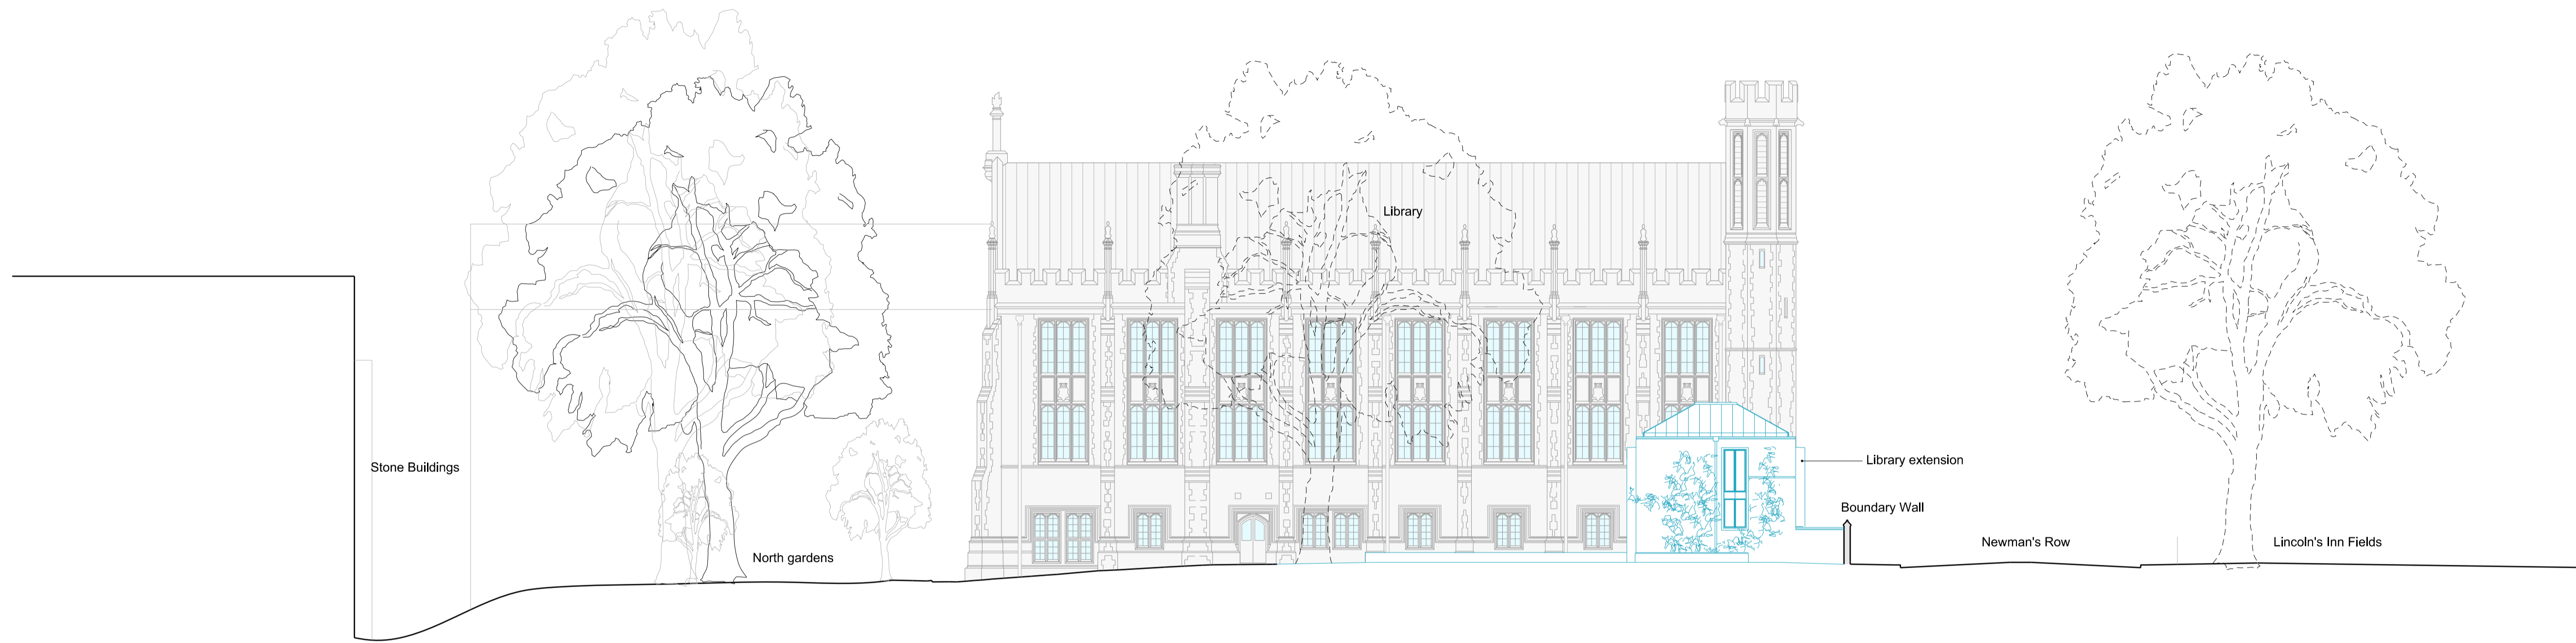 Library
Stone Buildings
Library extension
Boundary Wall
Newman's Row
Lincoln's Inn Fields
North gardens